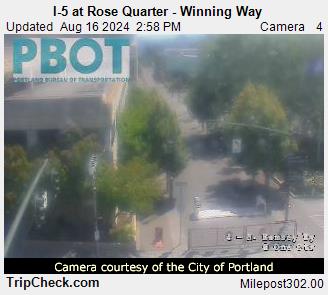 I-5 at Rose Quarter - Winning Way
Updated Aug 16 2024 2:58 PM Camera 4
PBOT
PORTLAND BUREAU OF TRANSPORTATION
Camera courtesy of the City of Portland
TripCheck.com Milepost302.00